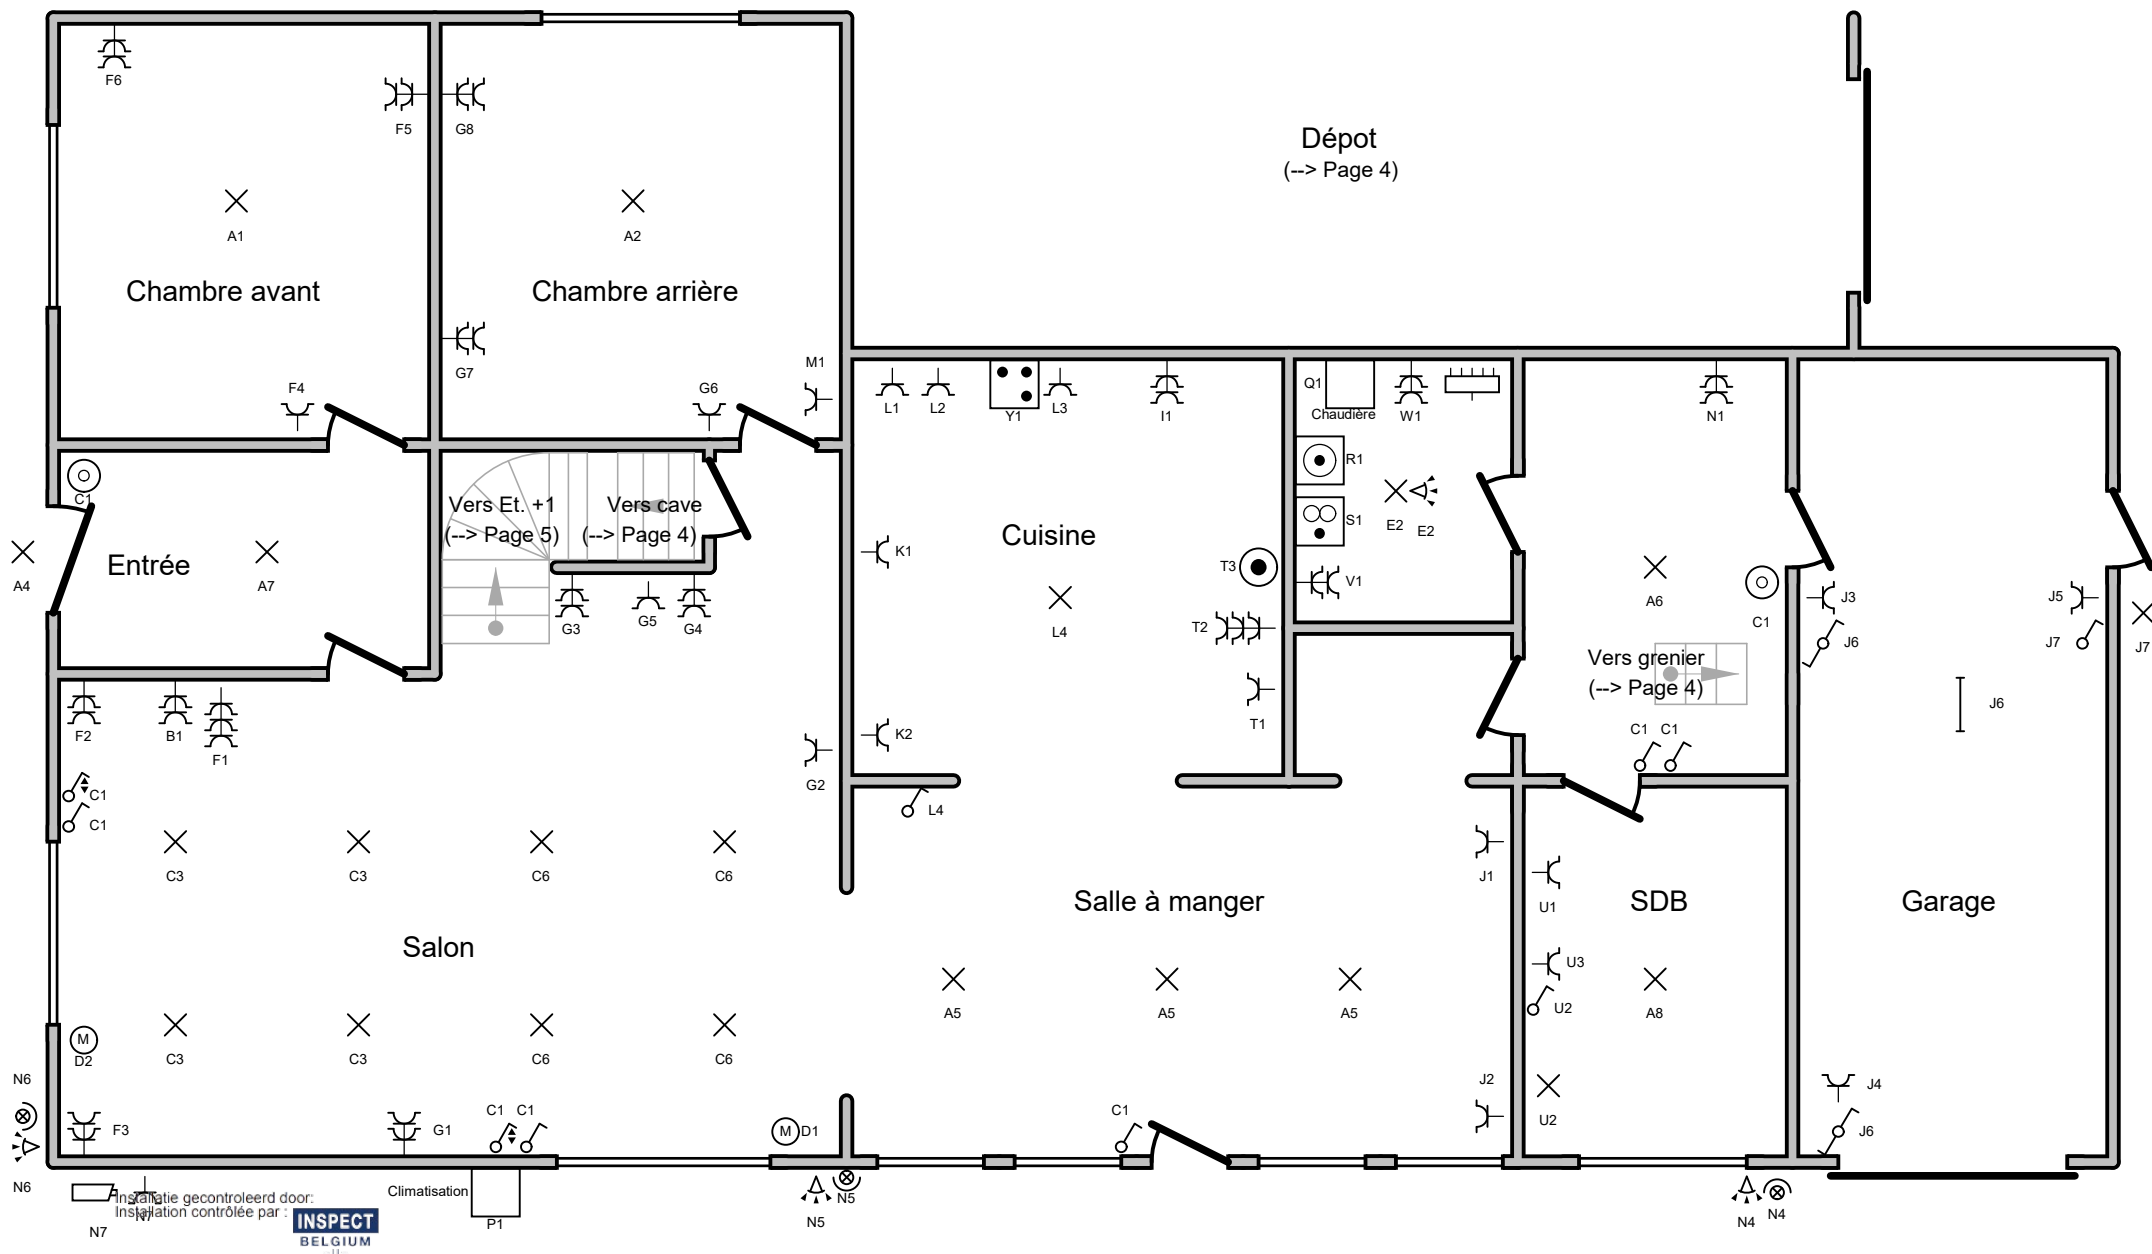 F6
F5
G8
Dépot
(--> Page 4)
A1
A2
Chambre avant
Chambre arrière
G7
M1
F4
G6
L1
L2
Y1
L3
I1
Q1
Chaudière
W1
N1
C1
R1
Vers Et. +1
(--> Page 5)
Vers cave
(--> Page 4)
S1
E2
E2
Cuisine
K1
A4
Entrée
A7
T3
V1
A6
C1
J3
J5
G3
G5
G4
T2
L4
J6
J7
J7
Vers grenier
(--> Page 4)
T1
J6
F2
B1
F1
K2
C1
C1
G2
C1
C1
L4
C3
C3
C6
C6
J1
U1
Salle à manger
SDB
Garage
Salon
U3
U2
A5
A5
A5
A8
M
D2
C3
C3
C6
C6
N6
J2
J4
F3
G1
C1
C1
M
D1
C1
U2
J6
N6
Climatisation
P1
N5
N5
N4
N4
N7
N7
Installatie gecontroleerd door:
Installation contrôlée par :
INSPECT
BELGIUM